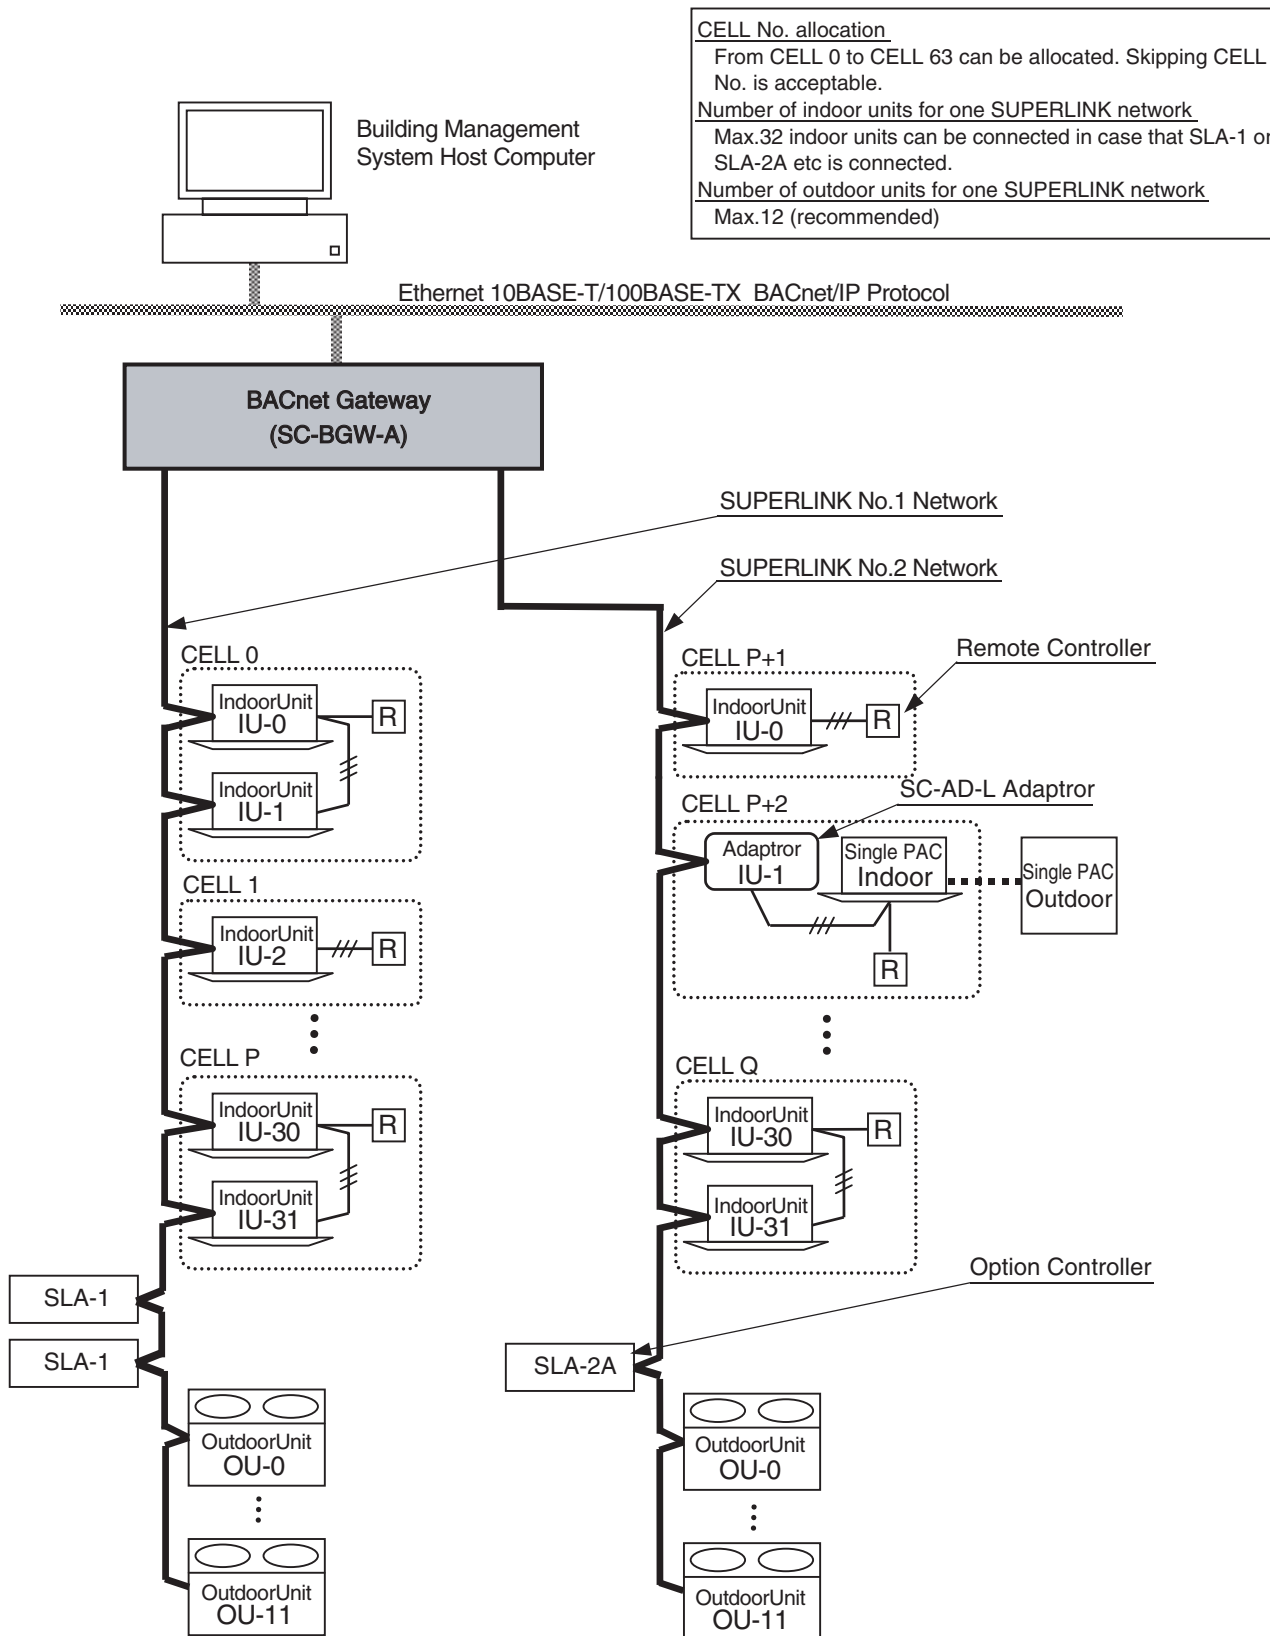 CELL No. allocation
From CELL 0 to CELL 63 can be allocated. Skipping CELL
No. is acceptable.
Number of indoor units for one SUPERLINK network
Max.32 indoor units can be connected in case that SLA-1 or
SLA-2A etc is connected.
Number of outdoor units for one SUPERLINK network
Max.12 (recommended)
Building Management
System Host Computer
Ethernet 10BASE-T/100BASE-TX BACnet/IP Protocol
BACnet Gateway
(SC-BGW-A)
SUPERLINK No.1 Network
SUPERLINK No.2 Network
CELL 0
IndoorUnit
IU-0
R
IndoorUnit
IU-1
CELL 1
IndoorUnit
IU-2
R
CELL P
IndoorUnit
IU-30
R
IndoorUnit
IU-31
SLA-1
SLA-1
OutdoorUnit
OU-0
OutdoorUnit
OU-11
Remote Controller
CELL P+1
IndoorUnit
IU-0
R
SC-AD-L Adaptror
CELL P+2
Adaptror
IU-1
Single PAC
Indoor
R
Single PAC
Outdoor
CELL Q
IndoorUnit
IU-30
R
IndoorUnit
IU-31
Option Controller
SLA-2A
OutdoorUnit
OU-0
OutdoorUnit
OU-11